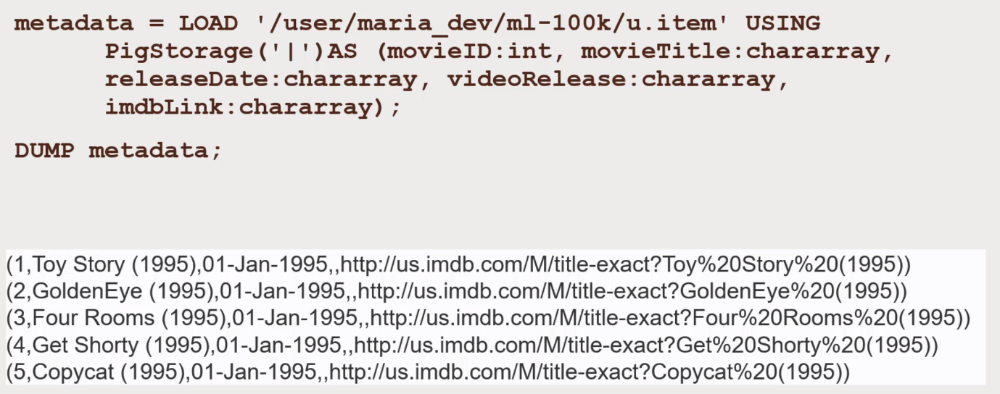 metadata = LOAD '/user/maria_dev/ml-100k/u.item' USING
PigStorage('|')AS (movieID:int, movieTitle:chararray,
releaseDate:chararray, videoRelease:chararray,
imdbLink:chararray);
DUMP metadata;
(1,Toy Story (1995),01-Jan-1995,,http://us.imdb.com/M/title-exact?Toy%20Story%20(1995))
(2,GoldenEye (1995),01-Jan-1995,,http://us.imdb.com/M/title-exact?GoldenEye%20(1995))
(3,Four Rooms (1995),01-Jan-1995,,http://us.imdb.com/M/title-exact?Four%20Rooms%20(1995))
(4,Get Shorty (1995),01-Jan-1995,,http://us.imdb.com/M/title-exact?Get%20Shorty%20(1995))
(5,Copycat (1995),01-Jan-1995,,http://us.imdb.com/M/title-exact?Copycat%20(1995))